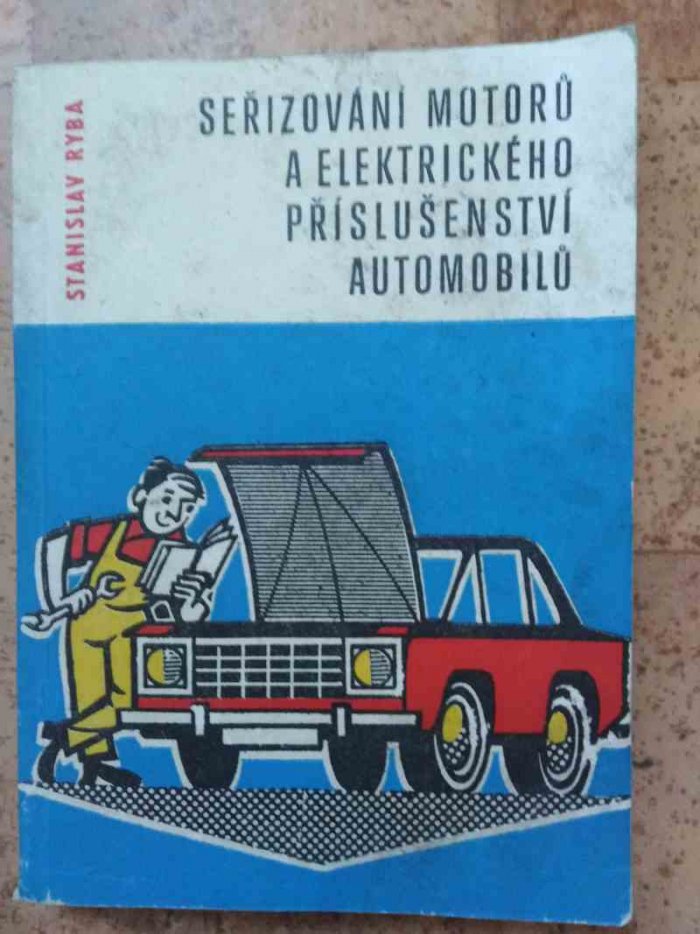 STANISLAV RYBA
SEŘIZOVÁNÍ MOTORŮ
A ELEKTRICKÉHO
PŘÍSLUŠENSTVÍ
AUTOMOBILŮ